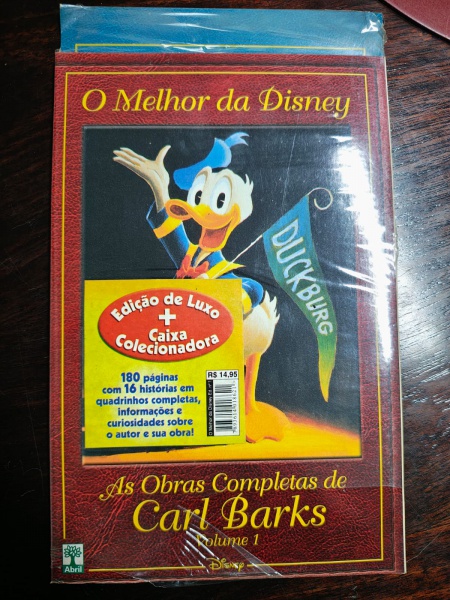 O Melhor da Disney
DUCKBURG
Edição de Luxo
+
Caixa
Colecionadora
R$ 14,95
180 páginas
com 16 histórias em
quadrinhos completas,
informações e
curiosidades sobre
o autor e sua obra!
As Obras Completas de
Carl Barks
Volume 1
Abril
Disney